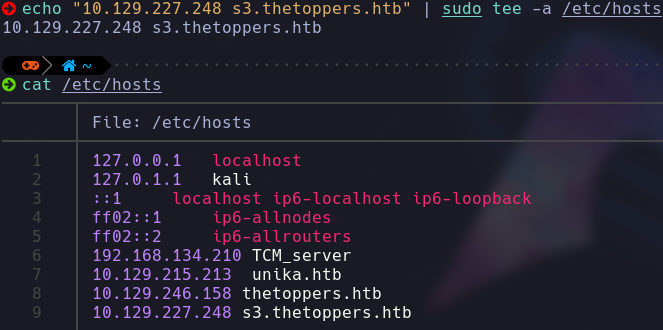 echo "10.129.227.248 s3.thetoppers.htb" | sudo tee -a /etc/hosts
10.129.227.248 s3.thetoppers.htb
~
cat /etc/hosts
File: /etc/hosts
1 127.0.0.1 localhost
2 127.0.1.1 kali
3 ::1 localhost ip6-localhost ip6-loopback
4 ff02::1 ip6-allnodes
5 ff02::2 ip6-allrouters
6 192.168.134.210 TCM_server
7 10.129.215.213 unika.htb
8 10.129.246.158 thetoppers.htb
9 10.129.227.248 s3.thetoppers.htb